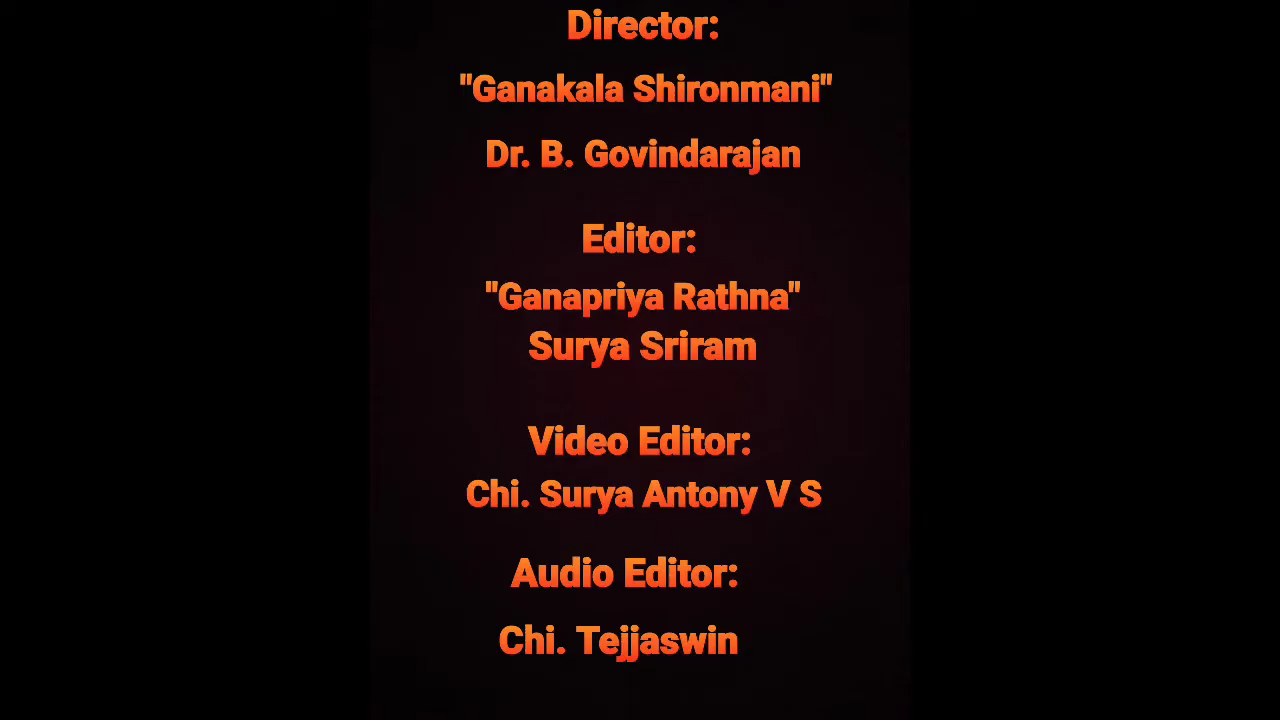 Director:
"Ganakala Shironmani"
Dr. B. Govindarajan
Editor:
"Ganapriya Rathna"
Surya Sriram
Video Editor:
Chi. Surya Antony V S
Audio Editor:
Chi. Tejjaswin